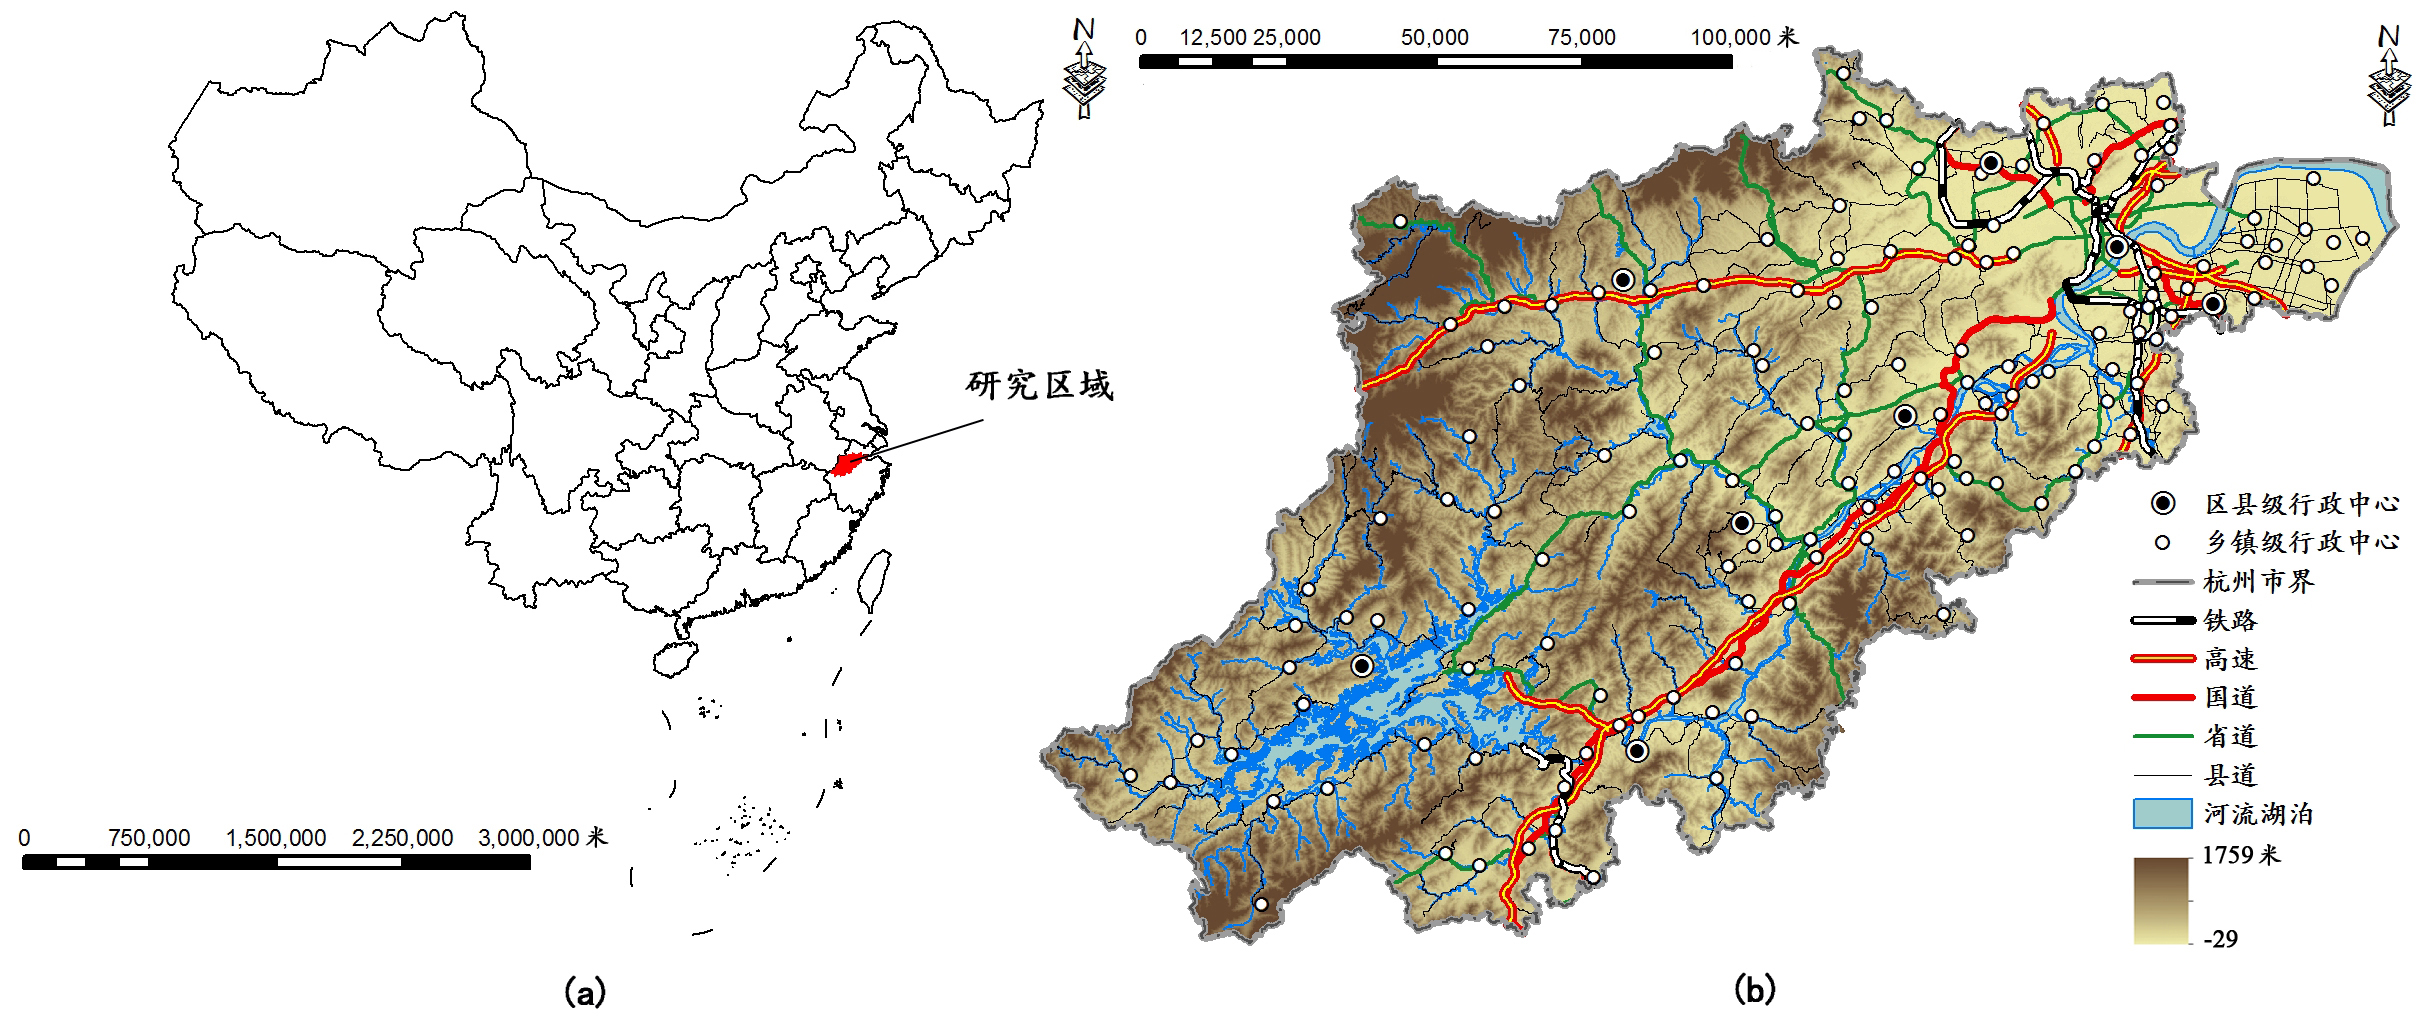 N
0 750,000 1,500,000 2,250,000 3,000,000 米
研究区域
(a)
N
0 12,500 25,000 50,000 75,000 100,000 米
区县级行政中心
乡镇级行政中心
杭州市界
铁路
高速
国道
省道
县道
河流湖泊
1759 米
-29
(b)